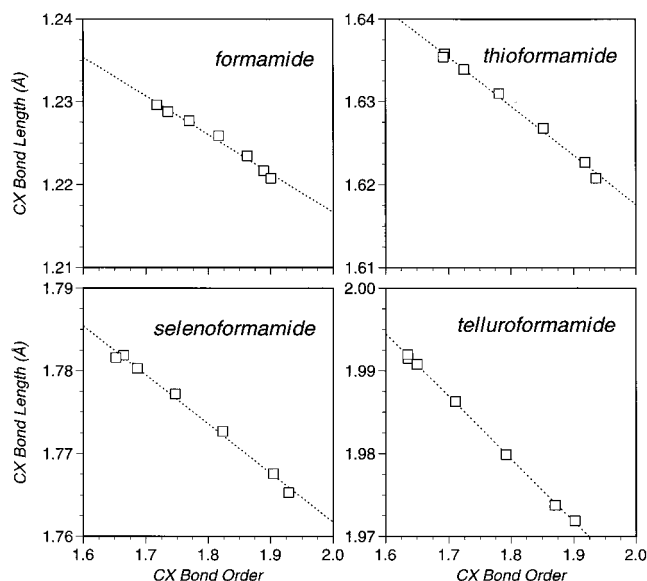 1.24
1.23
1.22
1.21
CX Bond Length (Å)
formamide
1.64
1.63
1.62
1.61
thioformamide
1.79
1.78
1.77
1.76
CX Bond Length (Å)
selenoformamide
1.6 1.7 1.8 1.9 2.0
CX Bond Order
2.00
1.99
1.98
1.97
telluroformamide
1.6 1.7 1.8 1.9 2.0
CX Bond Order